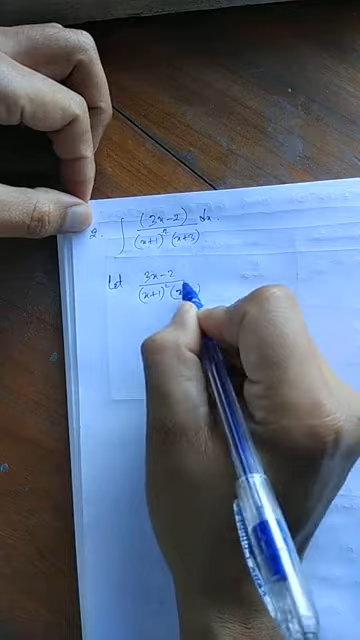 2. ∫ (3x-2) / (x+1)² (x+3) dx.
Let 3x-2 / (x+1)² (x